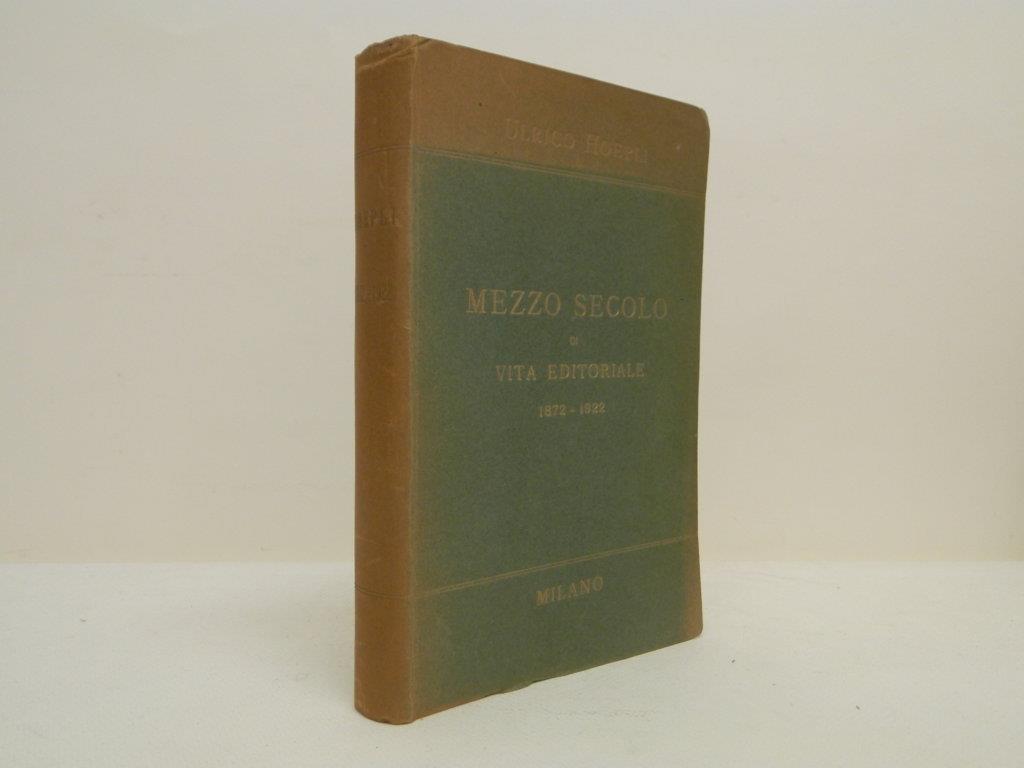 ULRICO HOEPLI
MEZZO SECOLO
DI
VITA EDITORIALE
1872 - 1922
MILANO